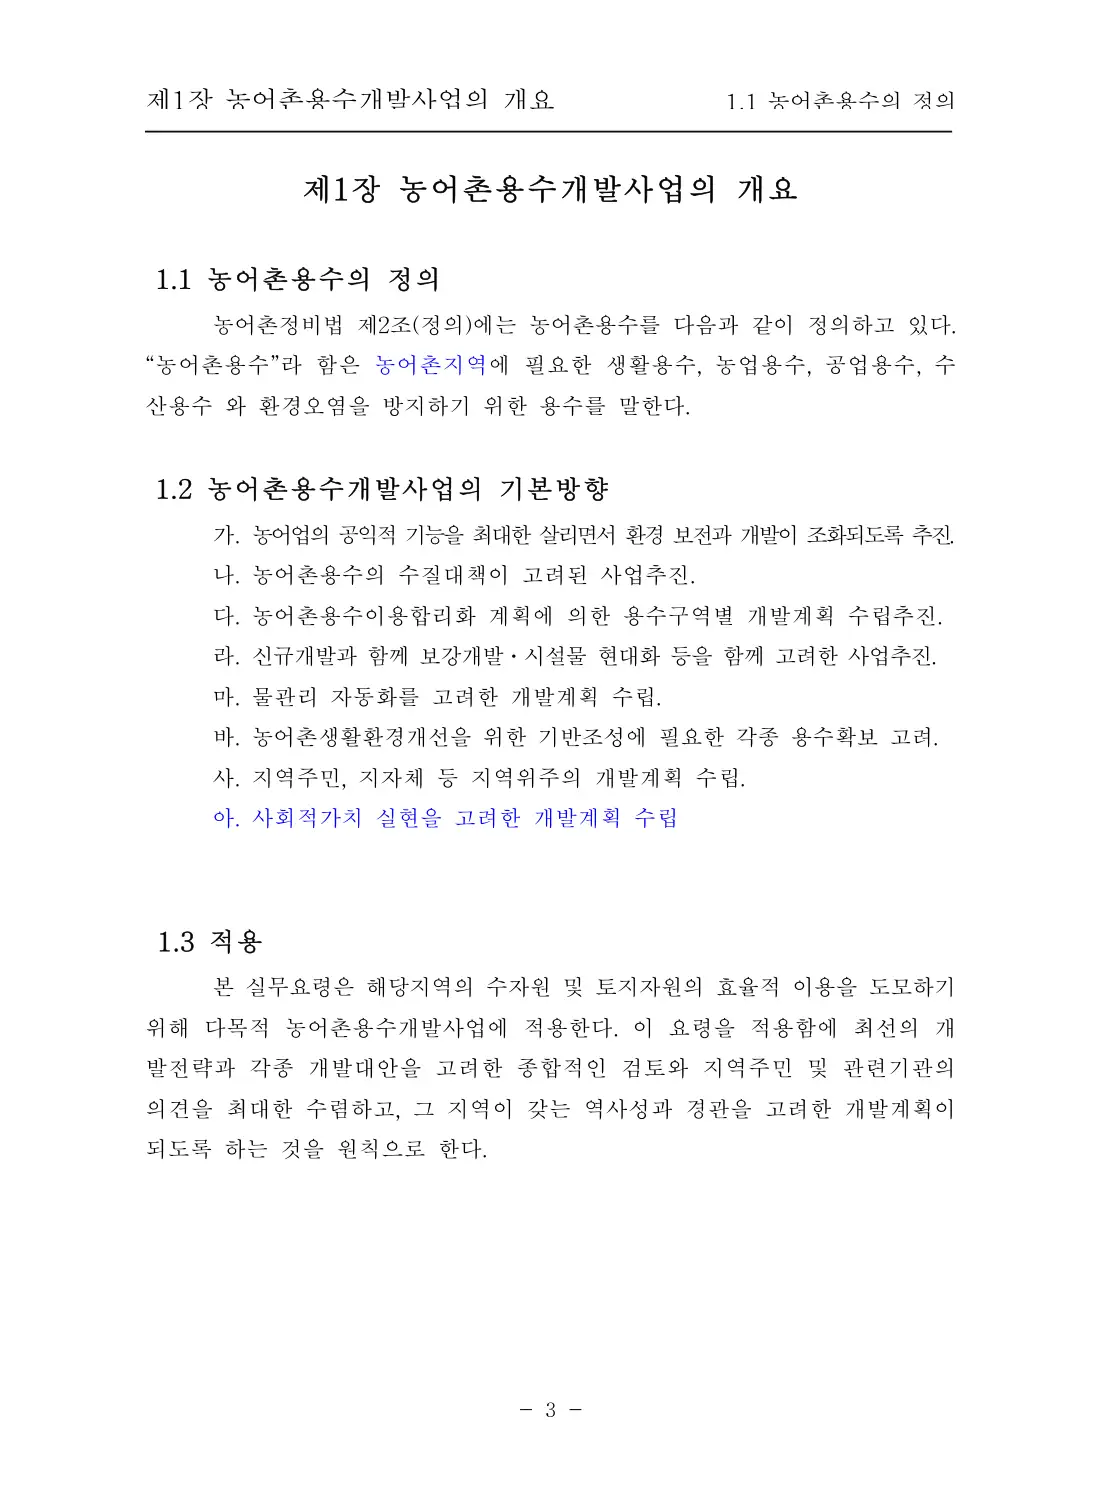 제1장 농어촌용수개발사업의 개요 1.1 농어촌용수의 정의
제1장 농어촌용수개발사업의 개요
1.1 농어촌용수의 정의
농어촌정비법 제2조(정의)에는 농어촌용수를 다음과 같이 정의하고 있다.
“농어촌용수”라 함은 농어촌지역에 필요한 생활용수, 농업용수, 공업용수, 수
산용수 와 환경오염을 방지하기 위한 용수를 말한다.
1.2 농어촌용수개발사업의 기본방향
가. 농어업의 공익적 기능을 최대한 살리면서 환경 보전과 개발이 조화되도록 추진.
나. 농어촌용수의 수질대책이 고려된 사업추진.
다. 농어촌용수이용합리화 계획에 의한 용수구역별 개발계획 수립추진.
라. 신규개발과 함께 보강개발・시설물 현대화 등을 함께 고려한 사업추진.
마. 물관리 자동화를 고려한 개발계획 수립.
바. 농어촌생활환경개선을 위한 기반조성에 필요한 각종 용수확보 고려.
사. 지역주민, 지자체 등 지역위주의 개발계획 수립.
아. 사회적가치 실현을 고려한 개발계획 수립
1.3 적용
본 실무요령은 해당지역의 수자원 및 토지자원의 효율적 이용을 도모하기
위해 다목적 농어촌용수개발사업에 적용한다. 이 요령을 적용함에 최선의 개
발전략과 각종 개발대안을 고려한 종합적인 검토와 지역주민 및 관련기관의
의견을 최대한 수렴하고, 그 지역이 갖는 역사성과 경관을 고려한 개발계획이
되도록 하는 것을 원칙으로 한다.
- 3 -